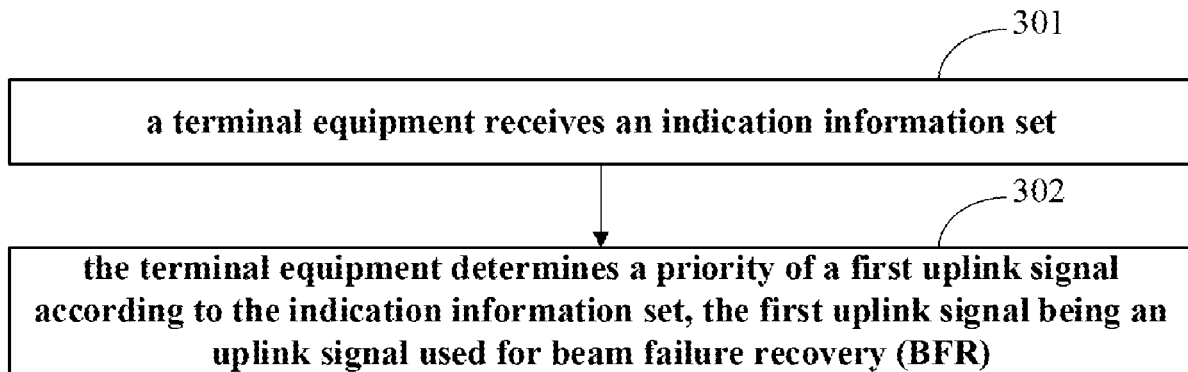 301
a terminal equipment receives an indication information set
302
the terminal equipment determines a priority of a first uplink signal
according to the indication information set, the first uplink signal being an
uplink signal used for beam failure recovery (BFR)